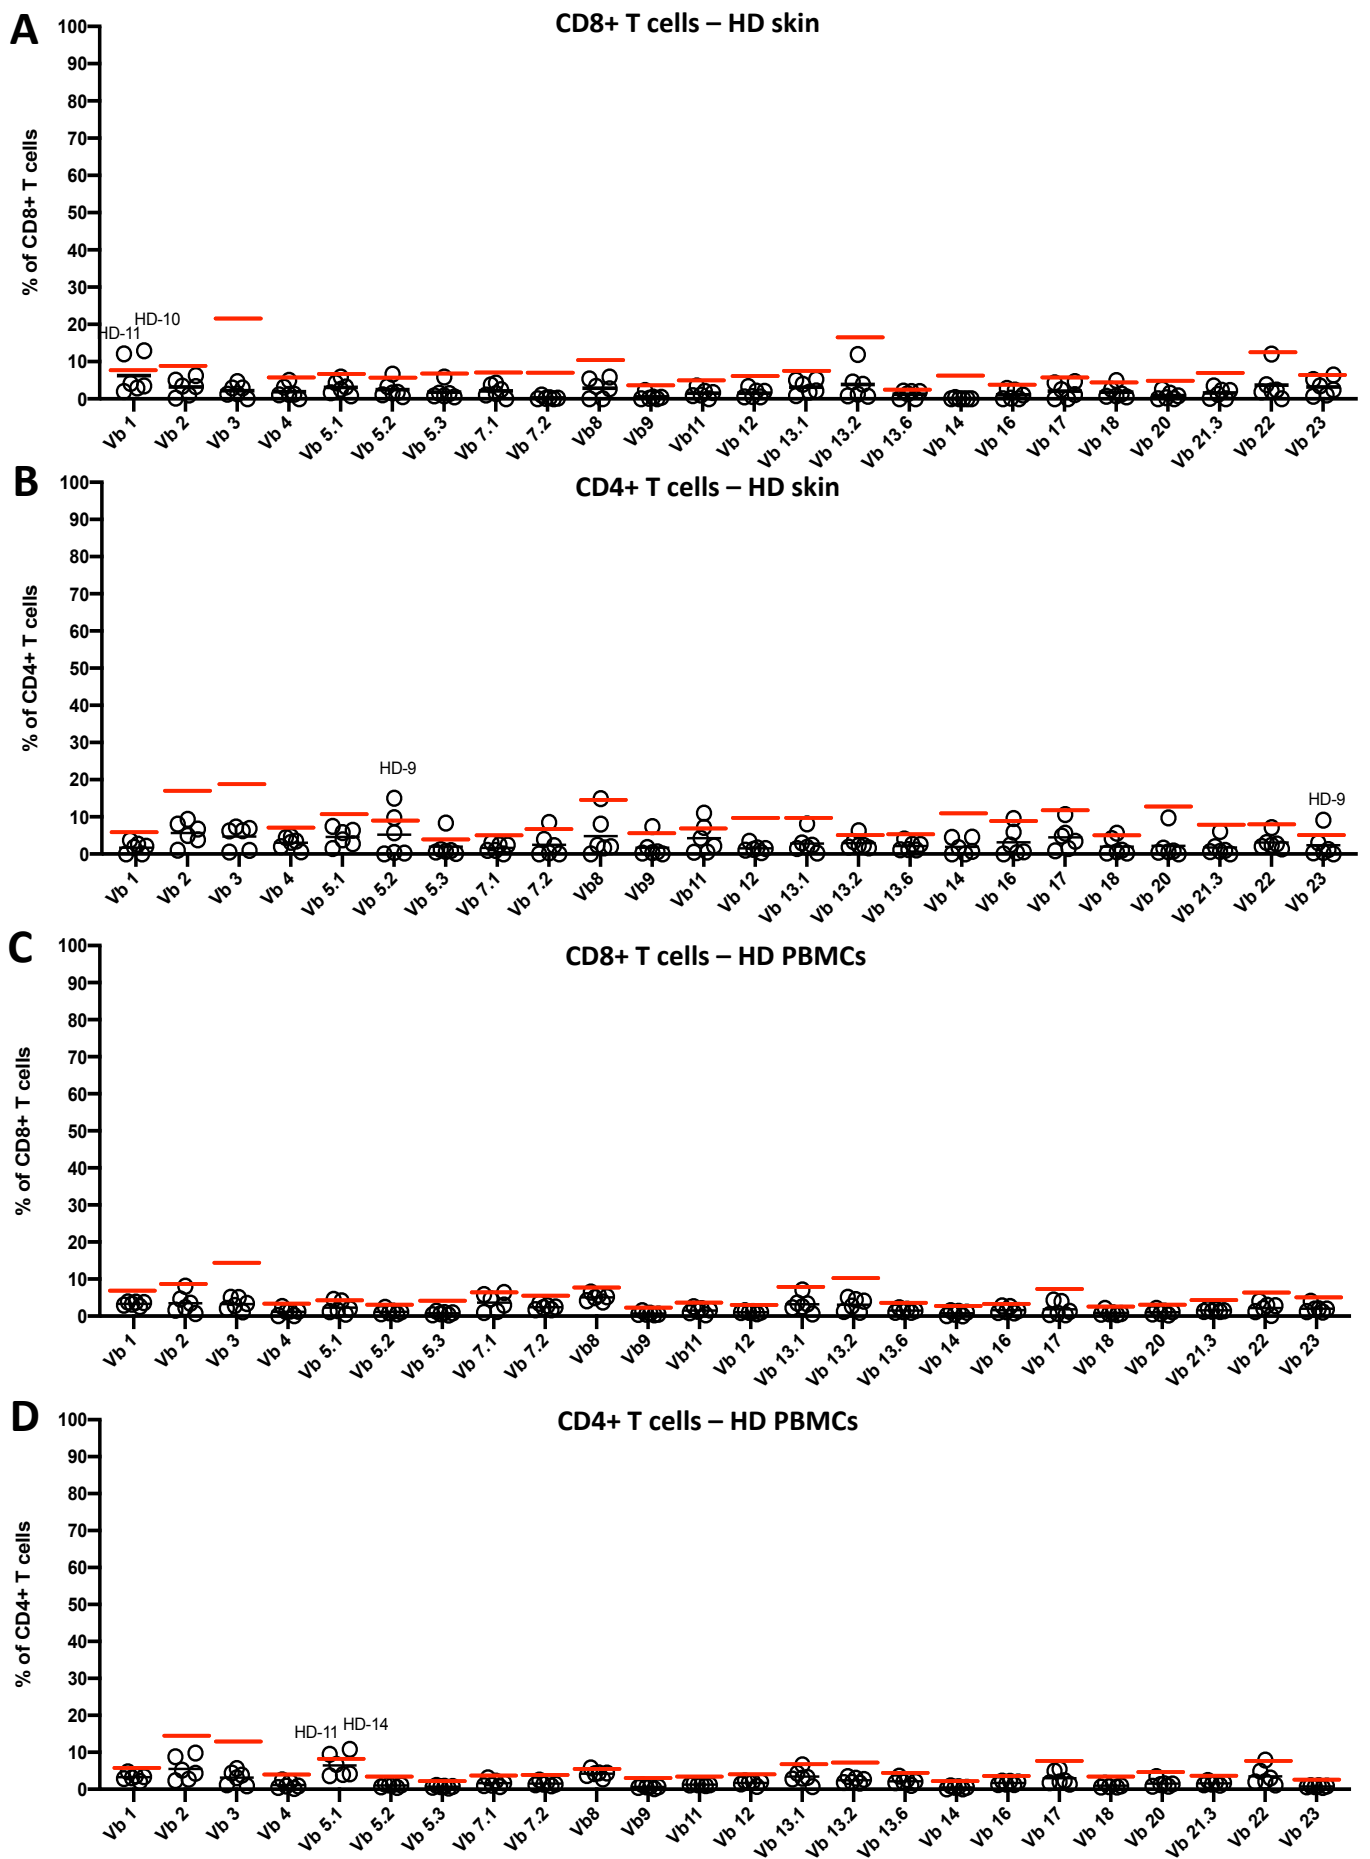 A
CD8+ T cells – HD skin
% of CD8+ T cells
100
90
80
70
60
50
40
30
20
10
0
HD-11 HD-10
Vb 1 Vb 2 Vb 3 Vb 4 Vb 5.1 Vb 5.2 Vb 5.3 Vb 7.1 Vb 7.2 Vb8 Vb9 Vb11 Vb 12 Vb 13.1 Vb 13.2 Vb 13.6 Vb 14 Vb 16 Vb 17 Vb 18 Vb 20 Vb 21.3 Vb 22 Vb 23
B
CD4+ T cells – HD skin
% of CD4+ T cells
100
90
80
70
60
50
40
30
20
10
0
HD-9
HD-9
Vb 1 Vb 2 Vb 3 Vb 4 Vb 5.1 Vb 5.2 Vb 5.3 Vb 7.1 Vb 7.2 Vb8 Vb9 Vb11 Vb 12 Vb 13.1 Vb 13.2 Vb 13.6 Vb 14 Vb 16 Vb 17 Vb 18 Vb 20 Vb 21.3 Vb 22 Vb 23
C
CD8+ T cells – HD PBMCs
% of CD8+ T cells
100
90
80
70
60
50
40
30
20
10
0
Vb 1 Vb 2 Vb 3 Vb 4 Vb 5.1 Vb 5.2 Vb 5.3 Vb 7.1 Vb 7.2 Vb8 Vb9 Vb11 Vb 12 Vb 13.1 Vb 13.2 Vb 13.6 Vb 14 Vb 16 Vb 17 Vb 18 Vb 20 Vb 21.3 Vb 22 Vb 23
D
CD4+ T cells – HD PBMCs
% of CD4+ T cells
100
90
80
70
60
50
40
30
20
10
0
HD-11 HD-14
Vb 1 Vb 2 Vb 3 Vb 4 Vb 5.1 Vb 5.2 Vb 5.3 Vb 7.1 Vb 7.2 Vb8 Vb9 Vb11 Vb 12 Vb 13.1 Vb 13.2 Vb 13.6 Vb 14 Vb 16 Vb 17 Vb 18 Vb 20 Vb 21.3 Vb 22 Vb 23